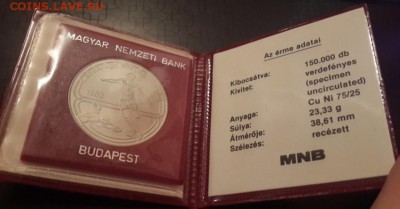 COINS.LAVE.RU
MAGYAR NEMZETI BANK
BUDAPEST
Az érme adatai
Kibocsátva: 150.000 db
Kivitel: verdefényes
(specimen
uncirculated)
Anyaga: Cu Ni 75/25
Súlya: 23,33 g
Átmérője: 38,61 mm
Szélezés: recézett
MNB